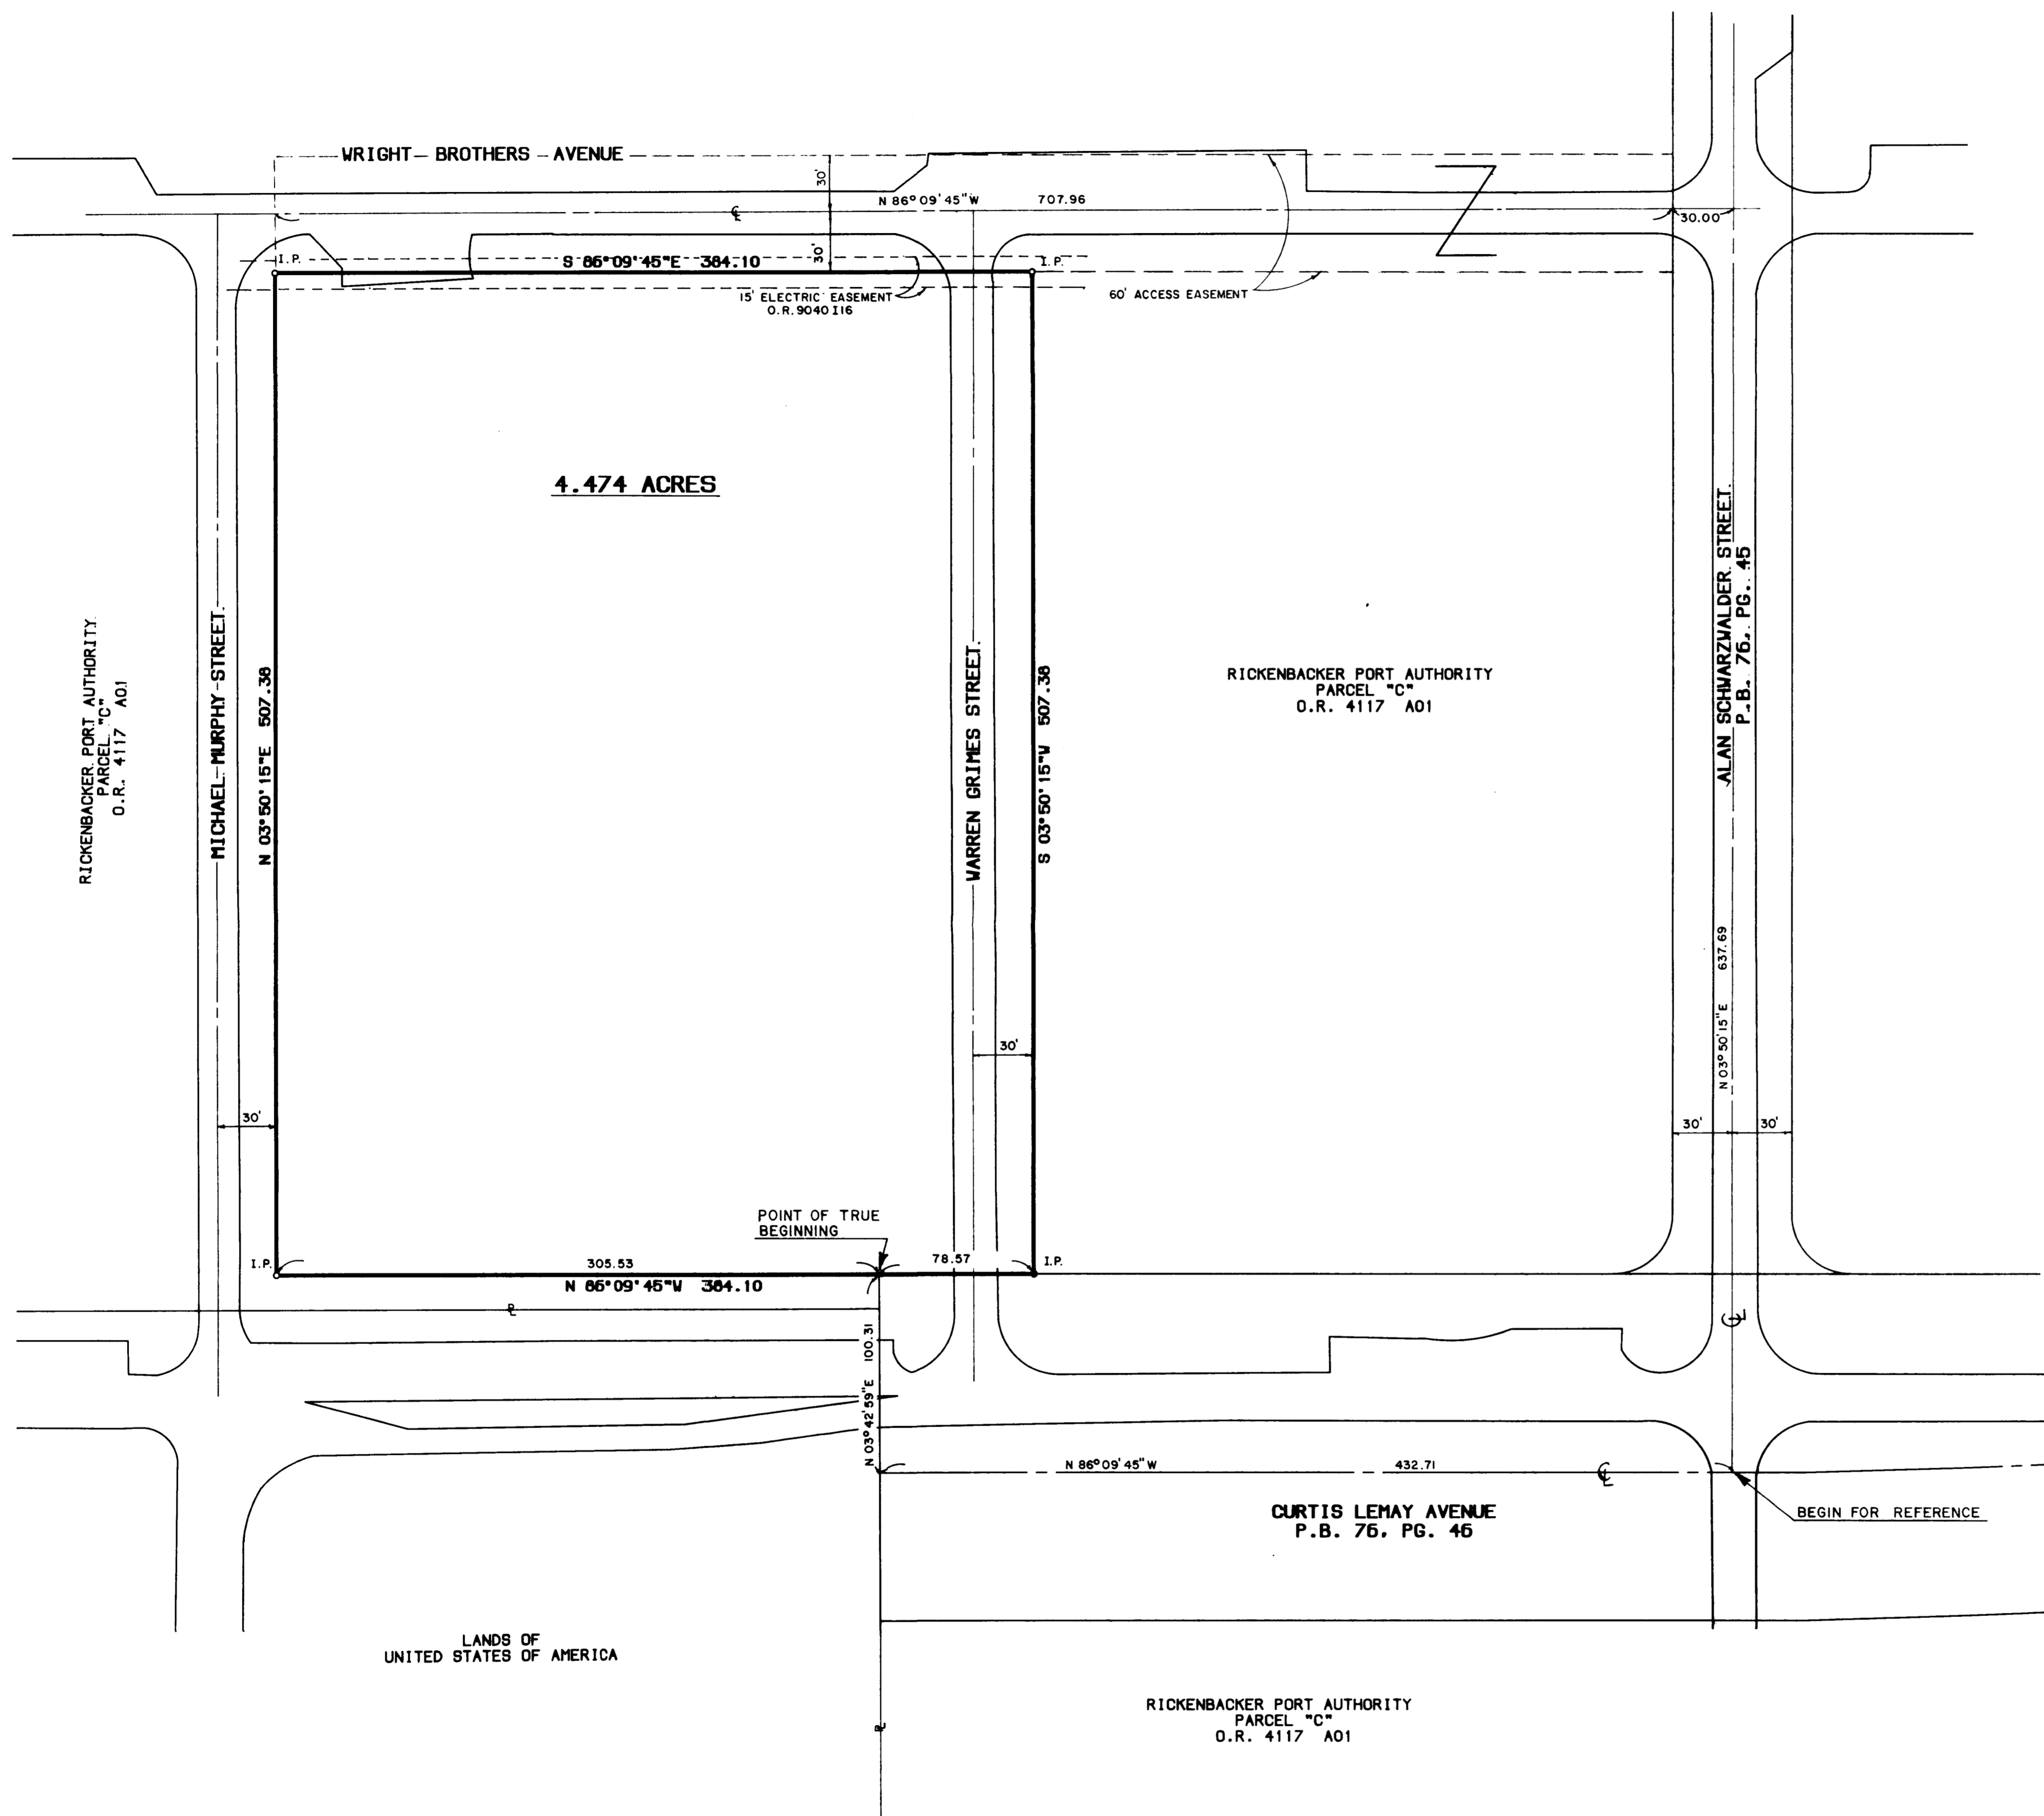 WRIGHT BROTHERS AVENUE
30'
N 86° 09' 45" W 707.96
30.00
30'
I.P.
S 86°09'45"E 384.10
I.P.
15' ELECTRIC EASEMENT
O.R. 9040 I16
60' ACCESS EASEMENT
4.474 ACRES
RICKENBACKER PORT AUTHORITY
PARCEL "C"
O.R. 4117 A01
MICHAEL MURPHY STREET
N 03°50'15"E 507.38
WARREN GRIMES STREET
S 03°50'15"W 507.38
RICKENBACKER PORT AUTHORITY
PARCEL "C"
O.R. 4117 A01
ALAN SCHWARZWALDER STREET
P.B. 76, PG. 45
N 03° 50' 15" E 637.69
30'
30'
30'
30'
POINT OF TRUE
BEGINNING
I.P.
305.53
78.57
I.P.
N 86°09'45"W 384.10
N 03° 42' 59" E 100.31
N 86° 09' 45" W 432.71
BEGIN FOR REFERENCE
CURTIS LEMAY AVENUE
P.B. 76, PG. 46
LANDS OF
UNITED STATES OF AMERICA
RICKENBACKER PORT AUTHORITY
PARCEL "C"
O.R. 4117 A01